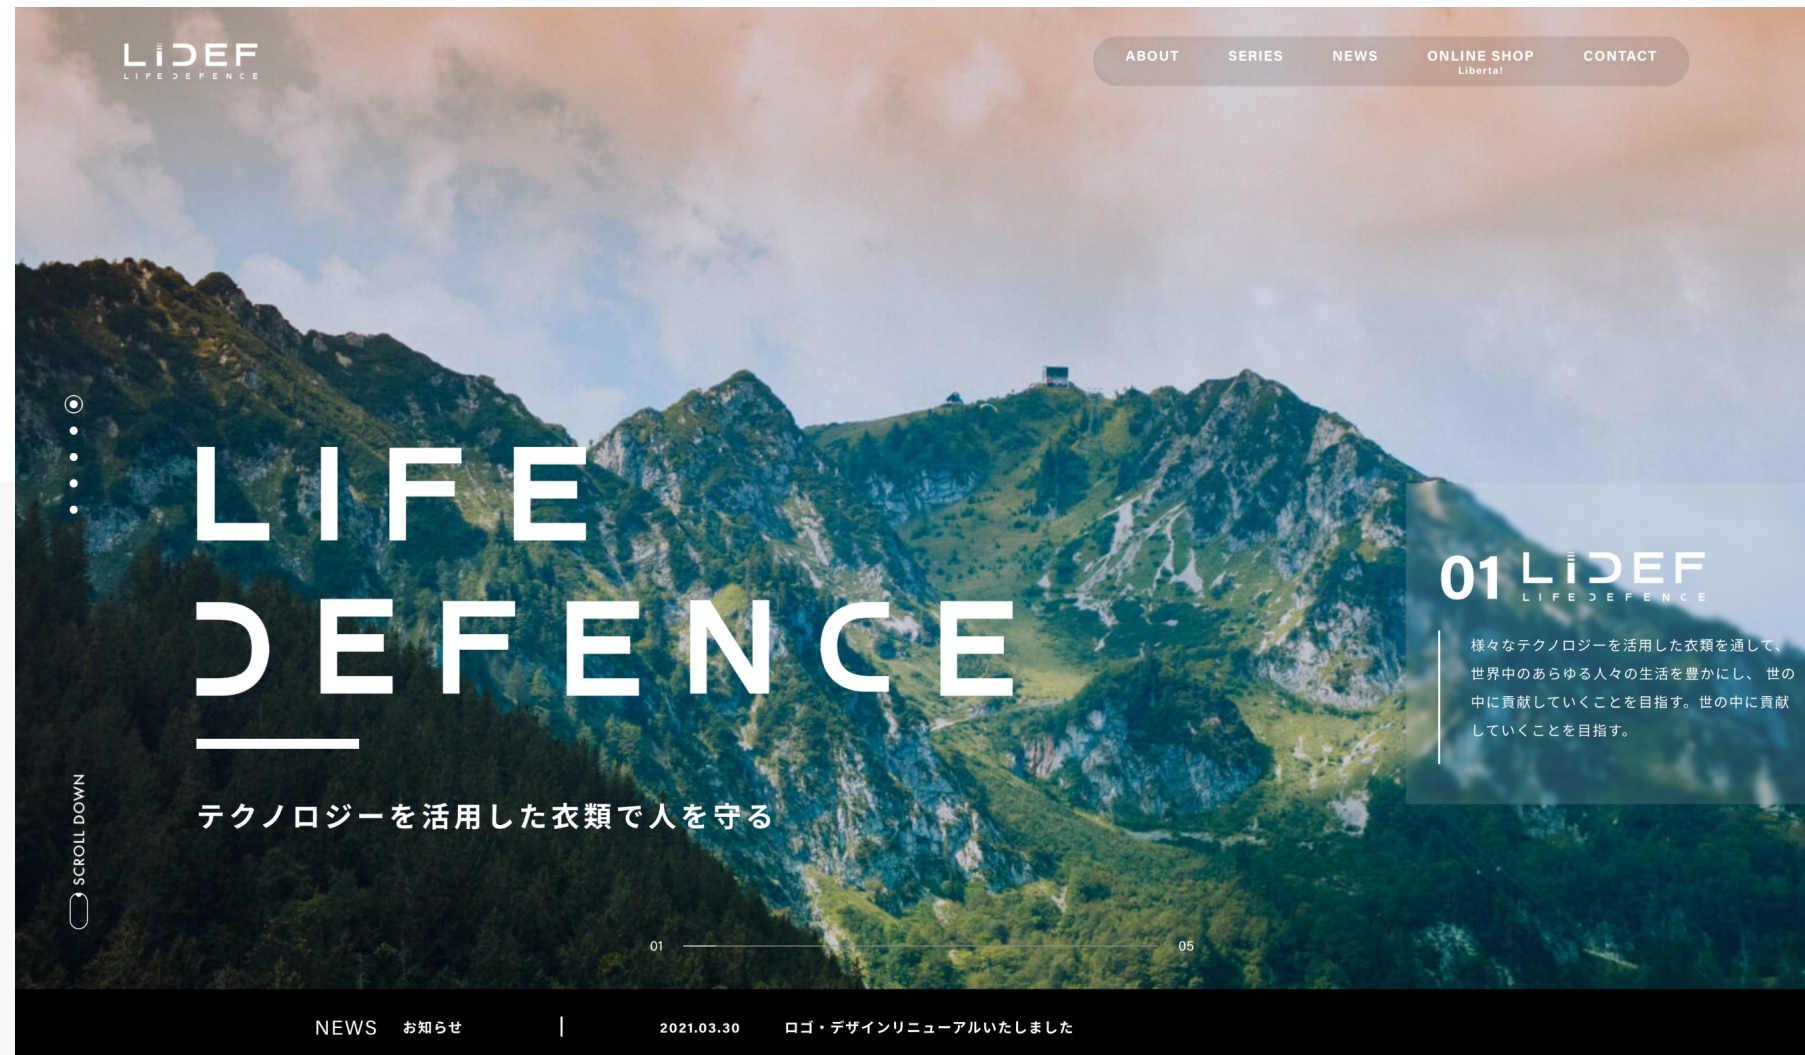 LiDEF
LIFE DEFENCE
ABOUT
SERIES
NEWS
ONLINE SHOP
Liberta!
CONTACT
LIFE
DEFENCE
テクノロジーを活用した衣類で人を守る
SCROLL DOWN
01 LiDEF
LIFE DEFENCE
様々なテクノロジーを活用した衣類を通して、
世界中のあらゆる人々の生活を豊かにし、 世の
中に貢献していくことを目指す。世の中に貢献
していくことを目指す。
01
05
NEWS お知らせ
2021.03.30 ロゴ・デザインリニューアルいたしました